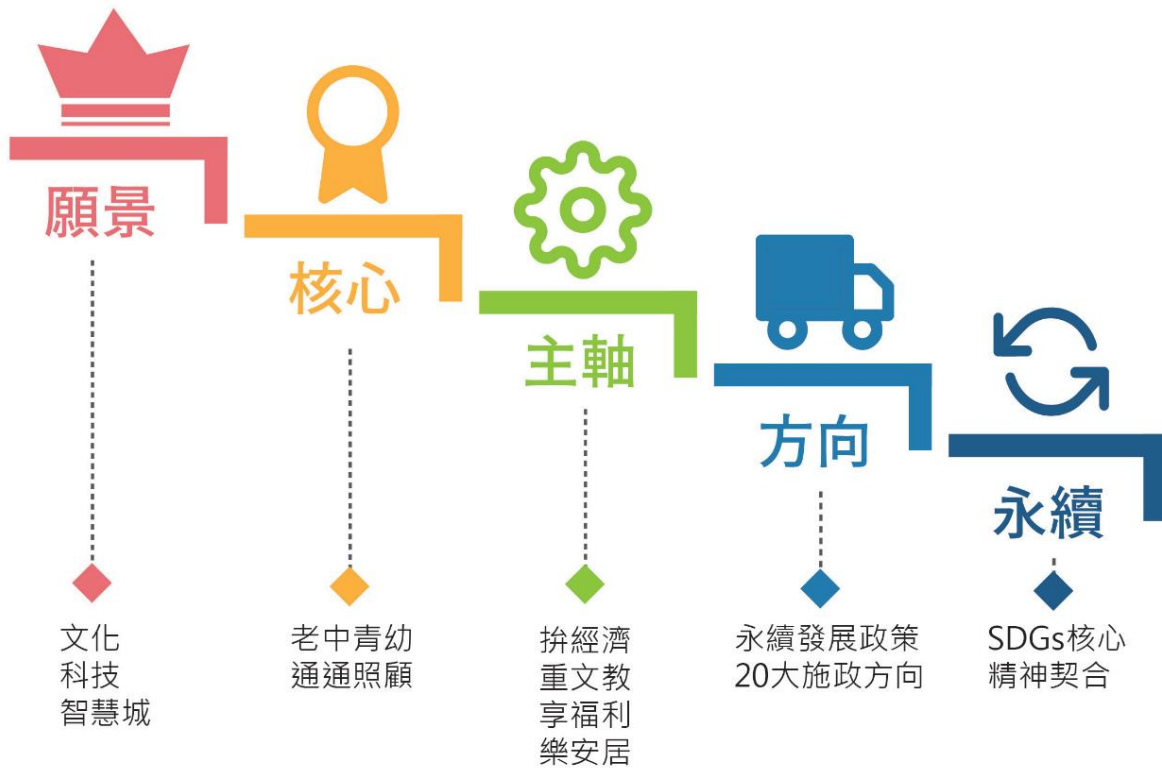 願景
核心
主軸
方向
永續
文化
科技
智慧城
老中青幼
通通照顧
拚經濟
重文教
享福利
樂安居
永續發展政策
20大施政方向
SDGs核心
精神契合